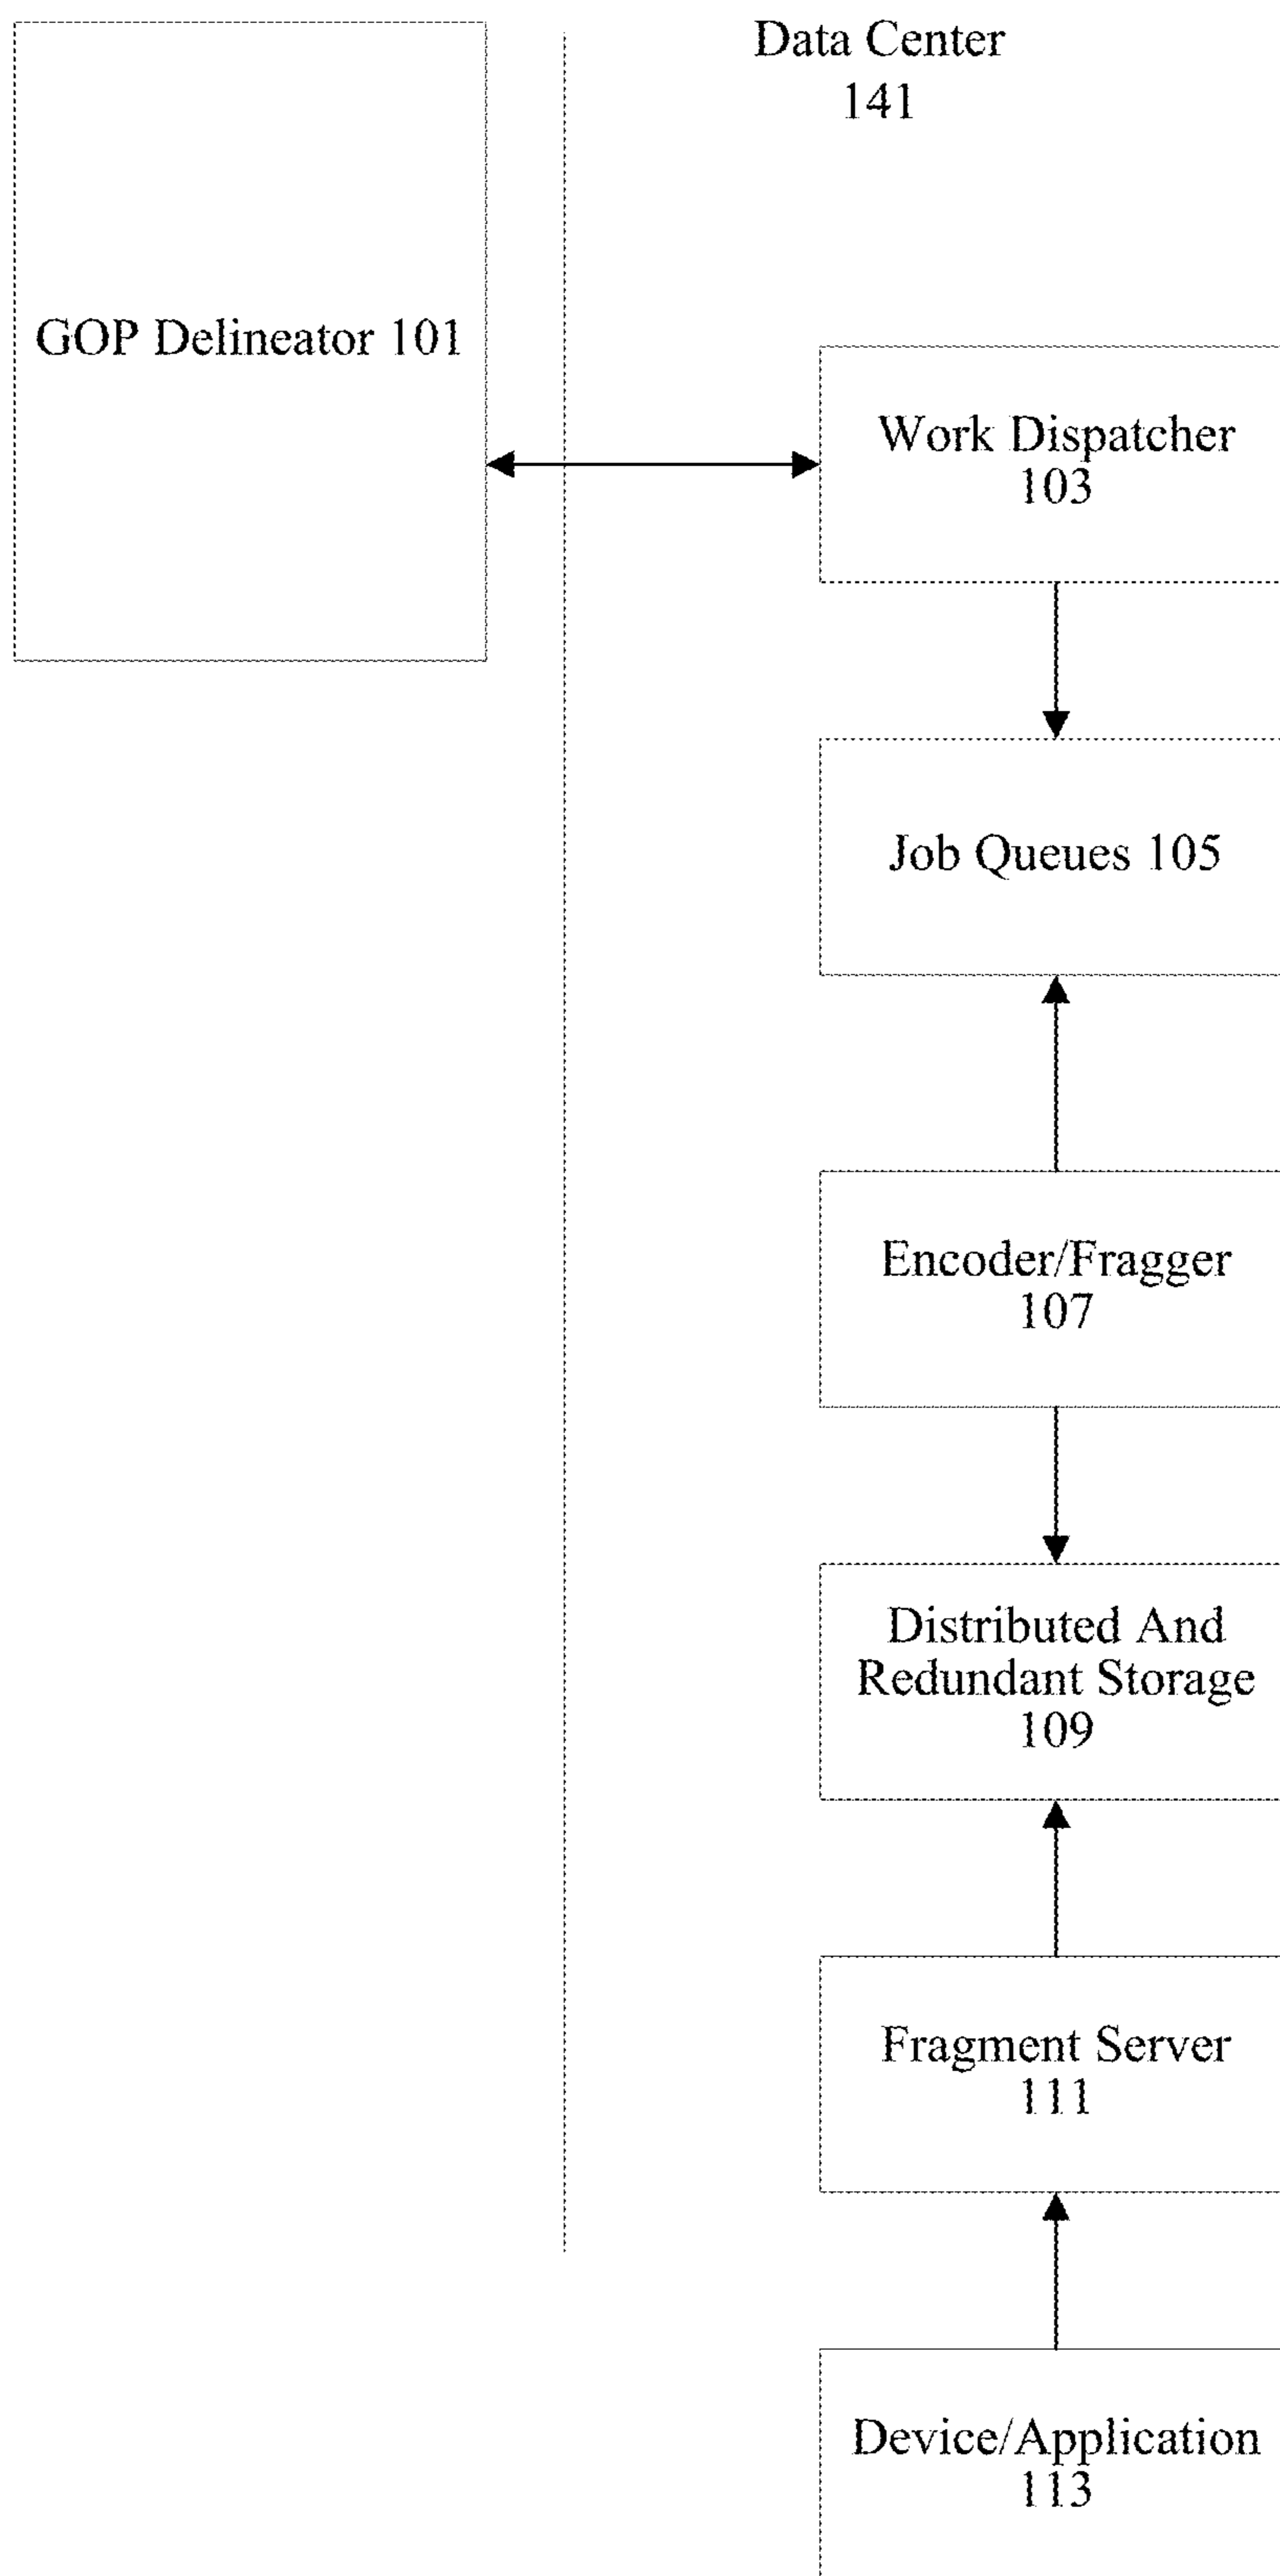 Data Center
141
GOP Delineator 101
Work Dispatcher
103
Job Queues 105
Encoder/Fragger
107
Distributed And
Redundant Storage
109
Fragment Server
111
Device/Application
113